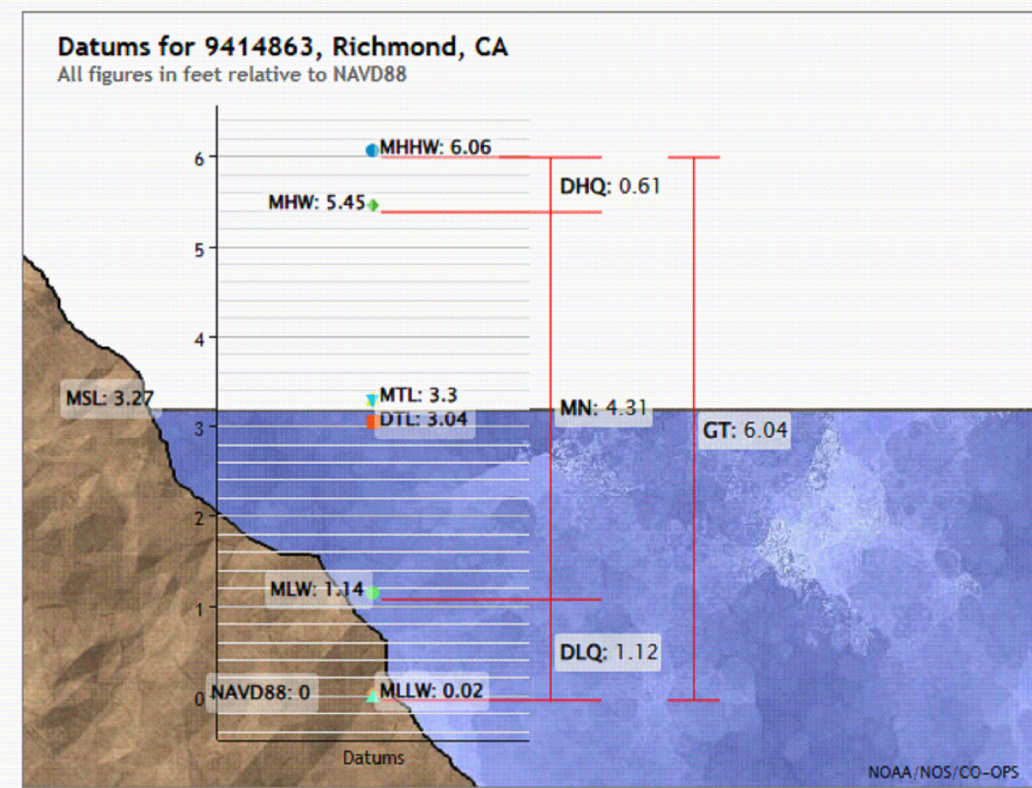 Datums for 9414863, Richmond, CA
All figures in feet relative to NAVD88
MHHW: 6.06
6
DHQ: 0.61
MHW: 5.45
5
4
MSL: 3.27
MTL: 3.3
MN: 4.31
DTL: 3.04
3
GT: 6.04
2
MLW: 1.14
1
DLQ: 1.12
NAVD88: 0
0
MLLW: 0.02
Datums
NOAA/NOS/CO-OPS